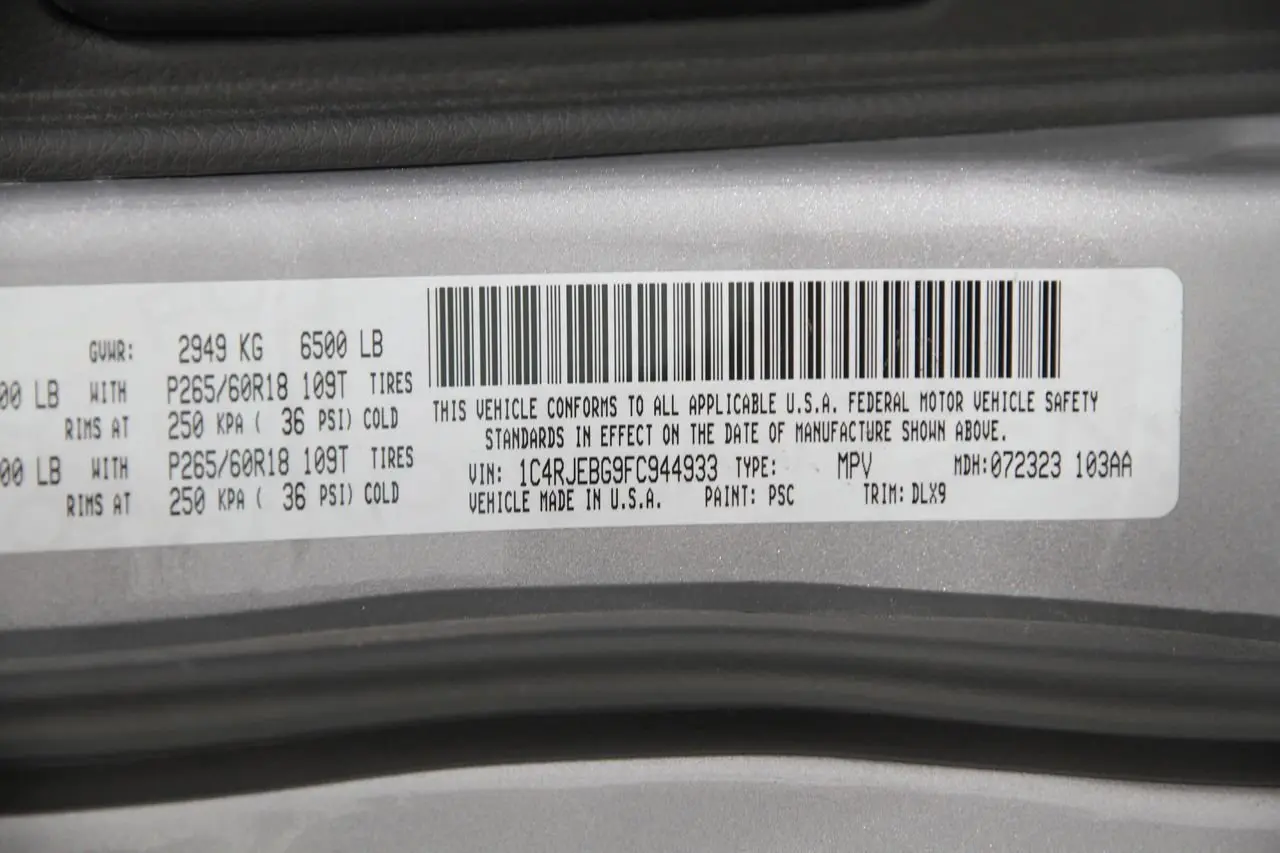 GVWR: 2949 KG 6500 LB
00 LB WITH P265/60R18 109T TIRES
RIMS AT 250 KPA ( 36 PSI) COLD
00 LB WITH P265/60R18 109T TIRES
RIMS AT 250 KPA ( 36 PSI) COLD
THIS VEHICLE CONFORMS TO ALL APPLICABLE U.S.A. FEDERAL MOTOR VEHICLE SAFETY
STANDARDS IN EFFECT ON THE DATE OF MANUFACTURE SHOWN ABOVE.
VIN: 1C4RJEBG9FC944933 TYPE: MPV MDH:072323 103AA
VEHICLE MADE IN U.S.A. PAINT: PSC TRIM: DLX9